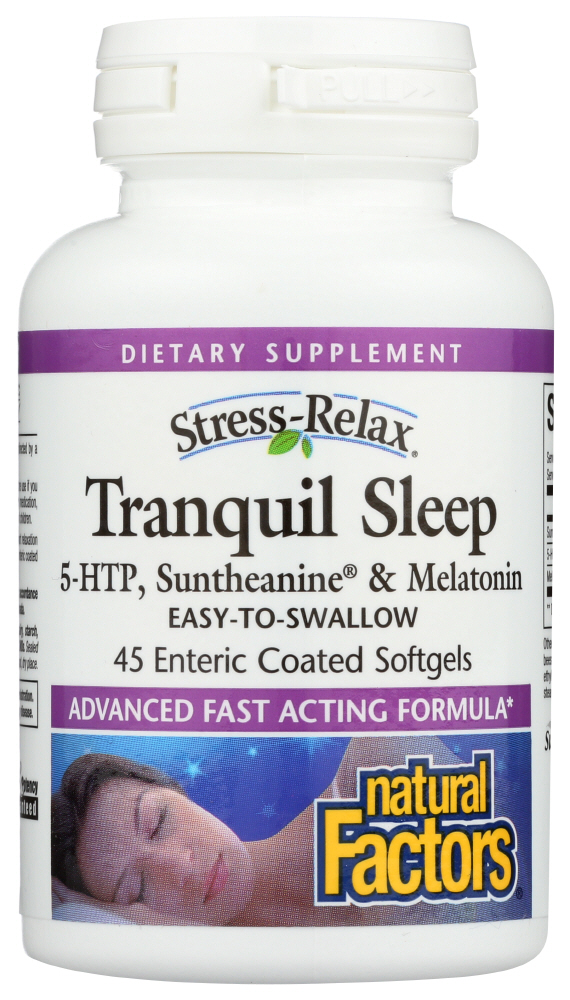 PULL >>
DIETARY SUPPLEMENT
Stress-Relax®
Tranquil Sleep
5-HTP, Suntheanine® & Melatonin
EASY-TO-SWALLOW
45 Enteric Coated Softgels
ADVANCED FAST ACTING FORMULA*
natural
Factors®